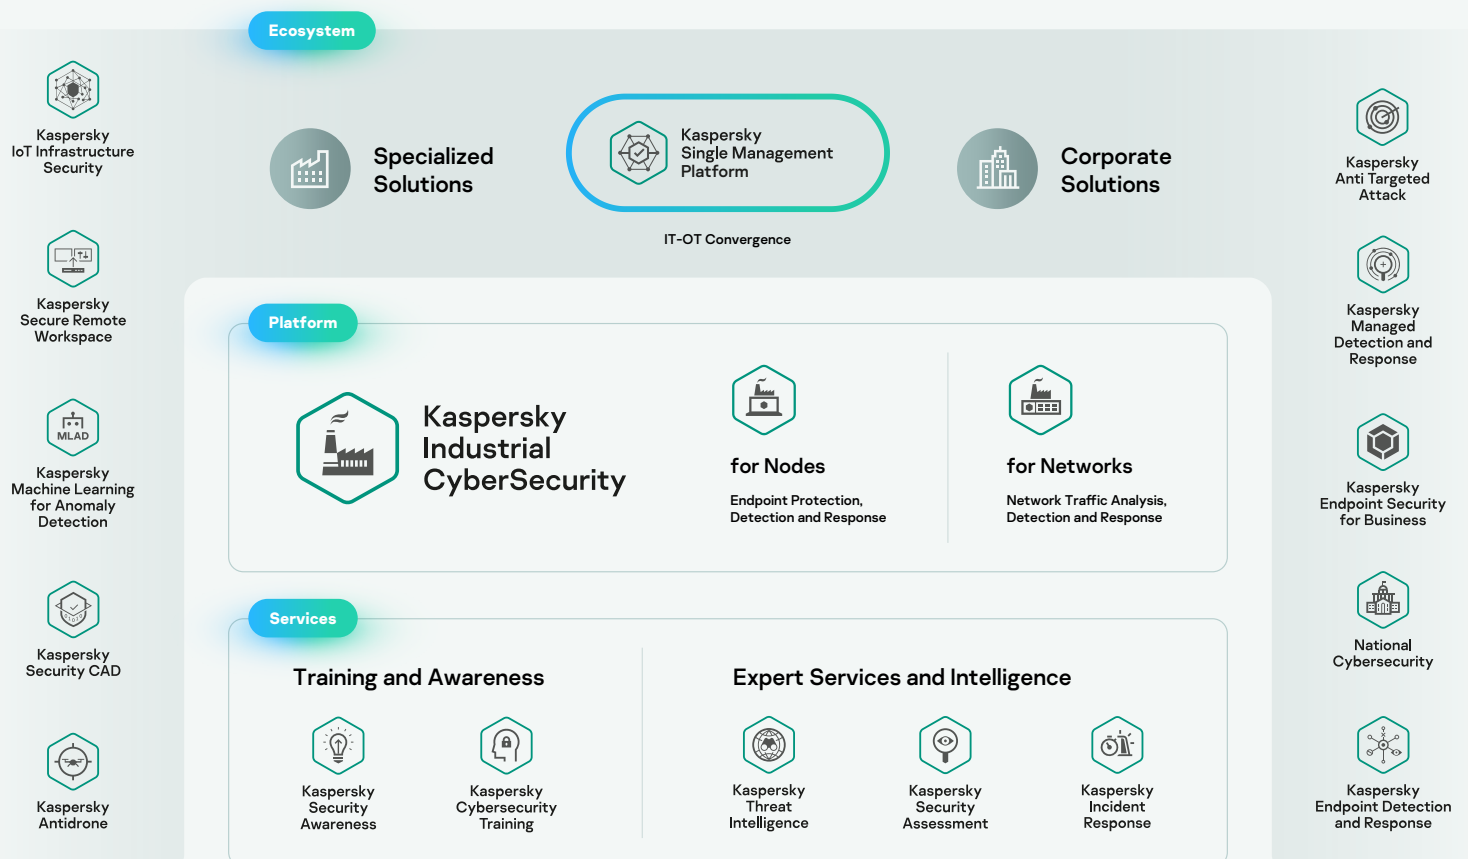 Ecosystem
Kaspersky
IoT Infrastructure
Security
Kaspersky
Secure Remote
Workspace
MLAD
Kaspersky
Machine Learning
for Anomaly
Detection
Kaspersky
Security CAD
Kaspersky
Antidrone
Specialized
Solutions
Kaspersky
Single Management
Platform
IT-OT Convergence
Corporate
Solutions
Platform
Kaspersky
Industrial
CyberSecurity
for Nodes
Endpoint Protection,
Detection and Response
for Networks
Network Traffic Analysis,
Detection and Response
Services
Training and Awareness
Kaspersky
Security
Awareness
Kaspersky
Cybersecurity
Training
Expert Services and Intelligence
Kaspersky
Threat
Intelligence
Kaspersky
Security
Assessment
Kaspersky
Incident
Response
Kaspersky
Anti Targeted
Attack
Kaspersky
Managed
Detection and
Response
Kaspersky
Endpoint Security
for Business
National
Cybersecurity
Kaspersky
Endpoint Detection
and Response